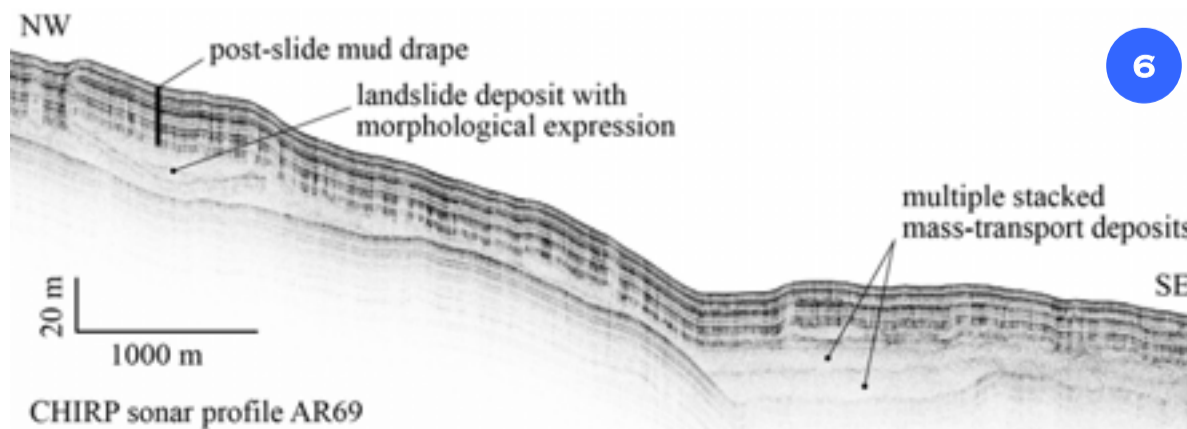 NW
6
post-slide mud drape
landslide deposit with
morphological expression
multiple stacked
mass-transport deposits
SE
20 m
1000 m
CHIRP sonar profile AR69